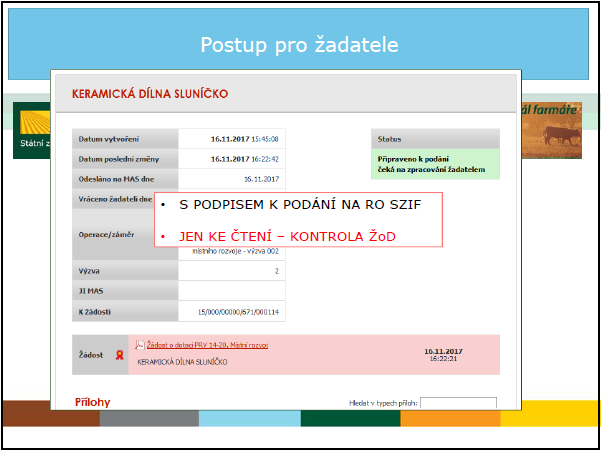 Postup pro žadatele
KERAMICKÁ DÍLNA SLUNÍČKO
ál farmáře
Státní z
Datum vytvoření 16.11.2017 15:45:08
Status
Datum poslední změny 16.11.2017 16:22:42
Připraveno k podání
čeká na zpracování žadatelem
Odesláno na MAS dne 16.11.2017
Vráceno žadateli dne
• S PODPISEM K PODÁNÍ NA RO SZIF
• JEN KE ČTENÍ – KONTROLA ŽoD
Operace/záměr
místního rozvoje - výzva 002
Výzva 2
JI MAS
K žádosti 15/000/00000/671/000114
Žádost
Žádost o dotaci PRV 14-20, Místní rozvoj
KERAMICKÁ DÍLNA SLUNÍČKO
16.11.2017
16:22:21
Přílohy
Hledat v typech příloh: